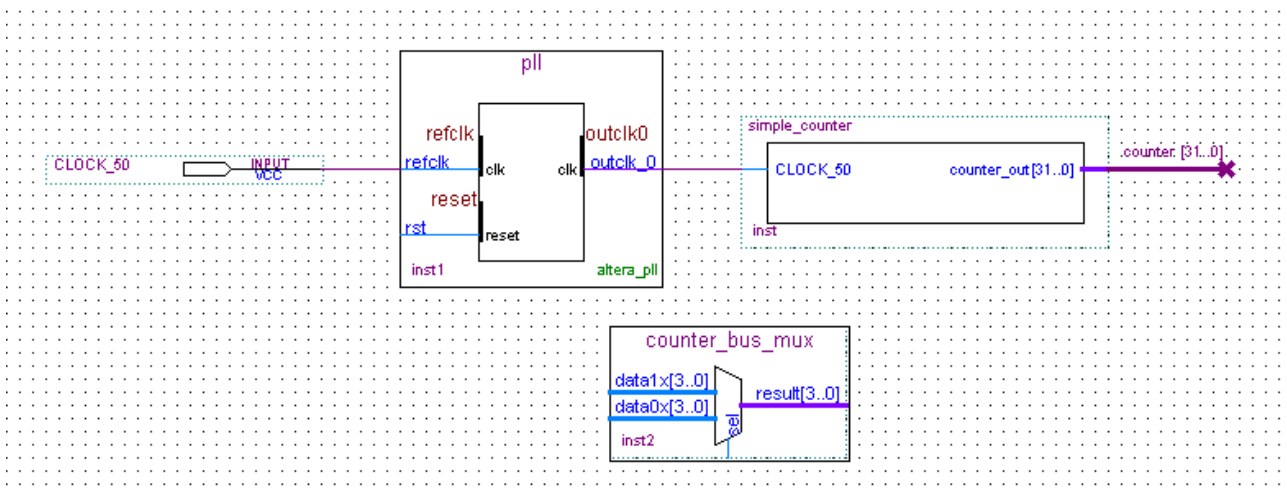 pll
simple_counter
refclk
outclk0
.counter. [31..0].
CLOCK_50
INPUT
VCC
refclk
clk
clk
outclk_0
CLOCK_50
counter_out[31..0]
reset
rst
reset
inst
inst1
altera_pll
counter_bus_mux
data1x[3..0]
result[3..0]
data0x[3..0]
sel
inst2